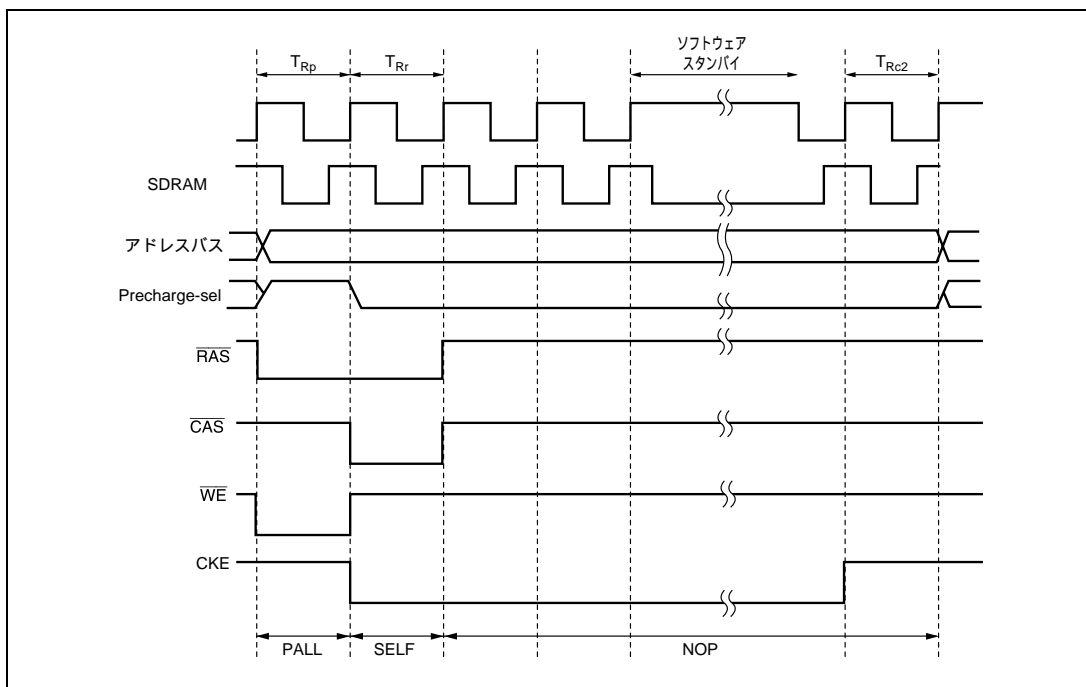 ソフトウェア
スタンバイ
TRp
TRr
TRc2
SDRAM
アドレスバス
Precharge-sel
RAS
CAS
WE
CKE
PALL
SELF
NOP